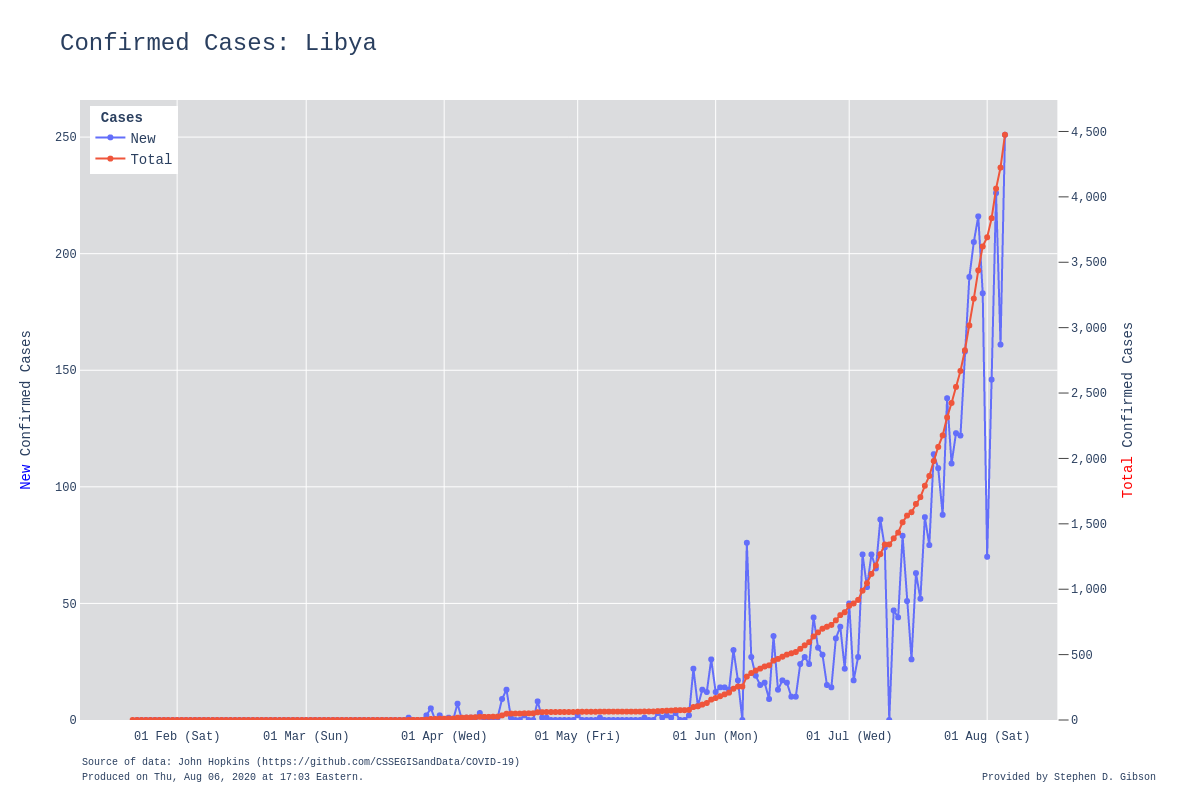 Confirmed Cases: Libya
Cases
New
Total
250
200
150
100
50
0
4,500
4,000
3,500
3,000
2,500
2,000
1,500
1,000
500
0
New Confirmed Cases
Total Confirmed Cases
01 Feb (Sat)
01 Mar (Sun)
01 Apr (Wed)
01 May (Fri)
01 Jun (Mon)
01 Jul (Wed)
01 Aug (Sat)
Source of data: John Hopkins (https://github.com/CSSEGISandData/COVID-19)
Produced on Thu, Aug 06, 2020 at 17:03 Eastern.
Provided by Stephen D. Gibson